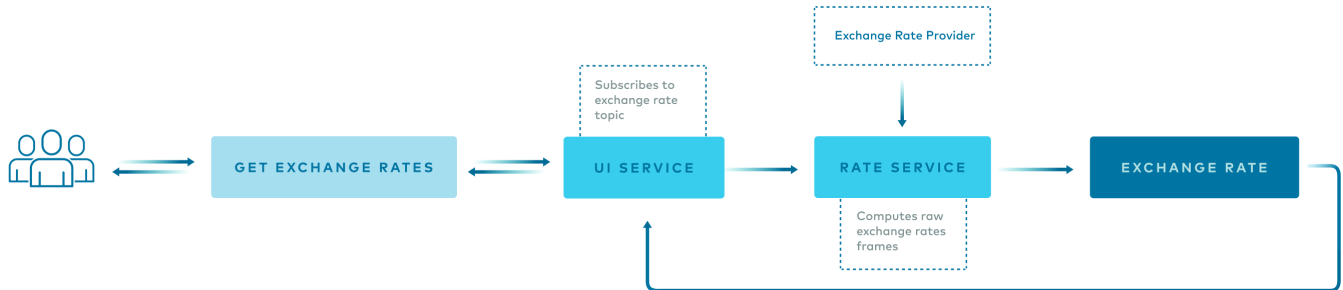 Exchange Rate Provider
Subscribes to
exchange rate
topic
GET EXCHANGE RATES
UI SERVICE
RATE SERVICE
EXCHANGE RATE
Computes raw
exchange rates
frames